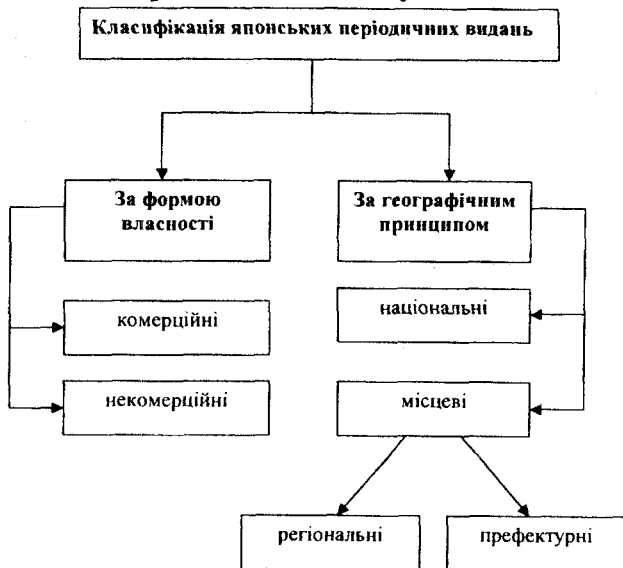 Класифікація японських періодичних видань
За формою
власності
За географічним
принципом
комерційні
національні
некомерційні
місцеві
регіональні
префектурні